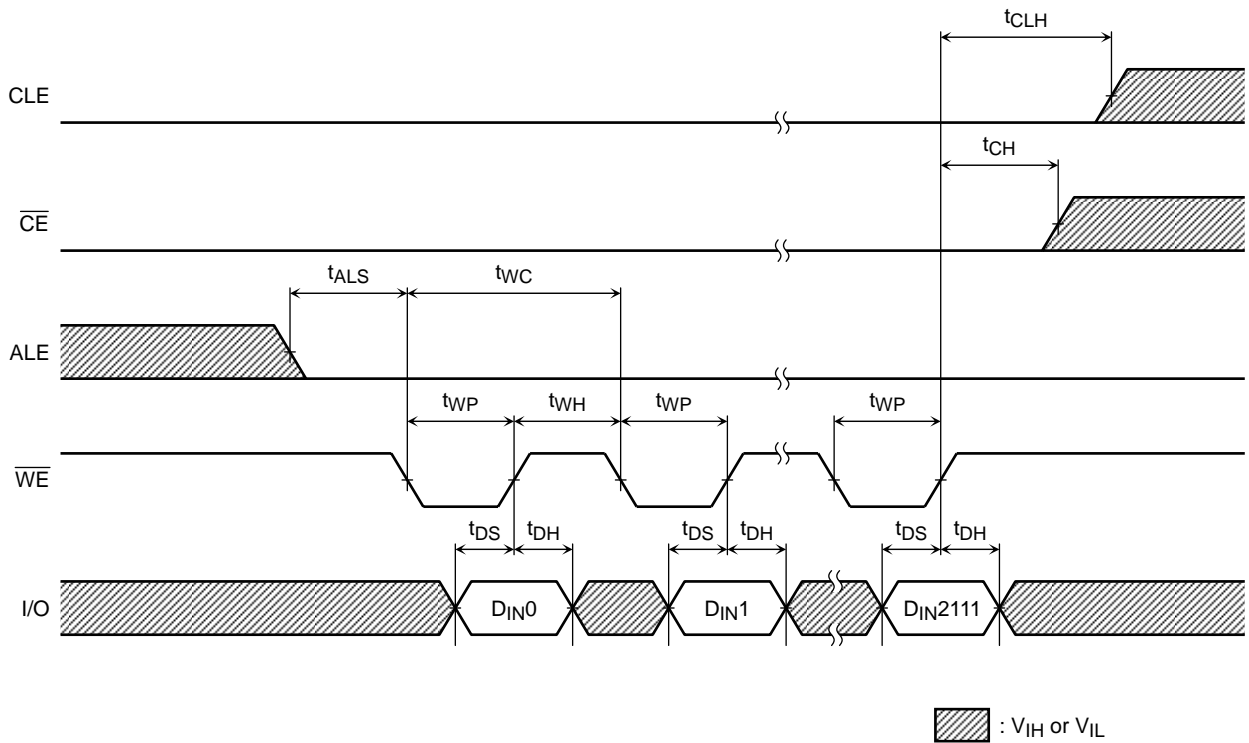 tCLH
CLE
tCH
CE
tALS
tWC
ALE
tWP
tWH
tWP
tWP
WE
tDS
tDH
tDS
tDH
tDS
tDH
I/O
DIN0
DIN1
DIN2111
: VIH or VIL